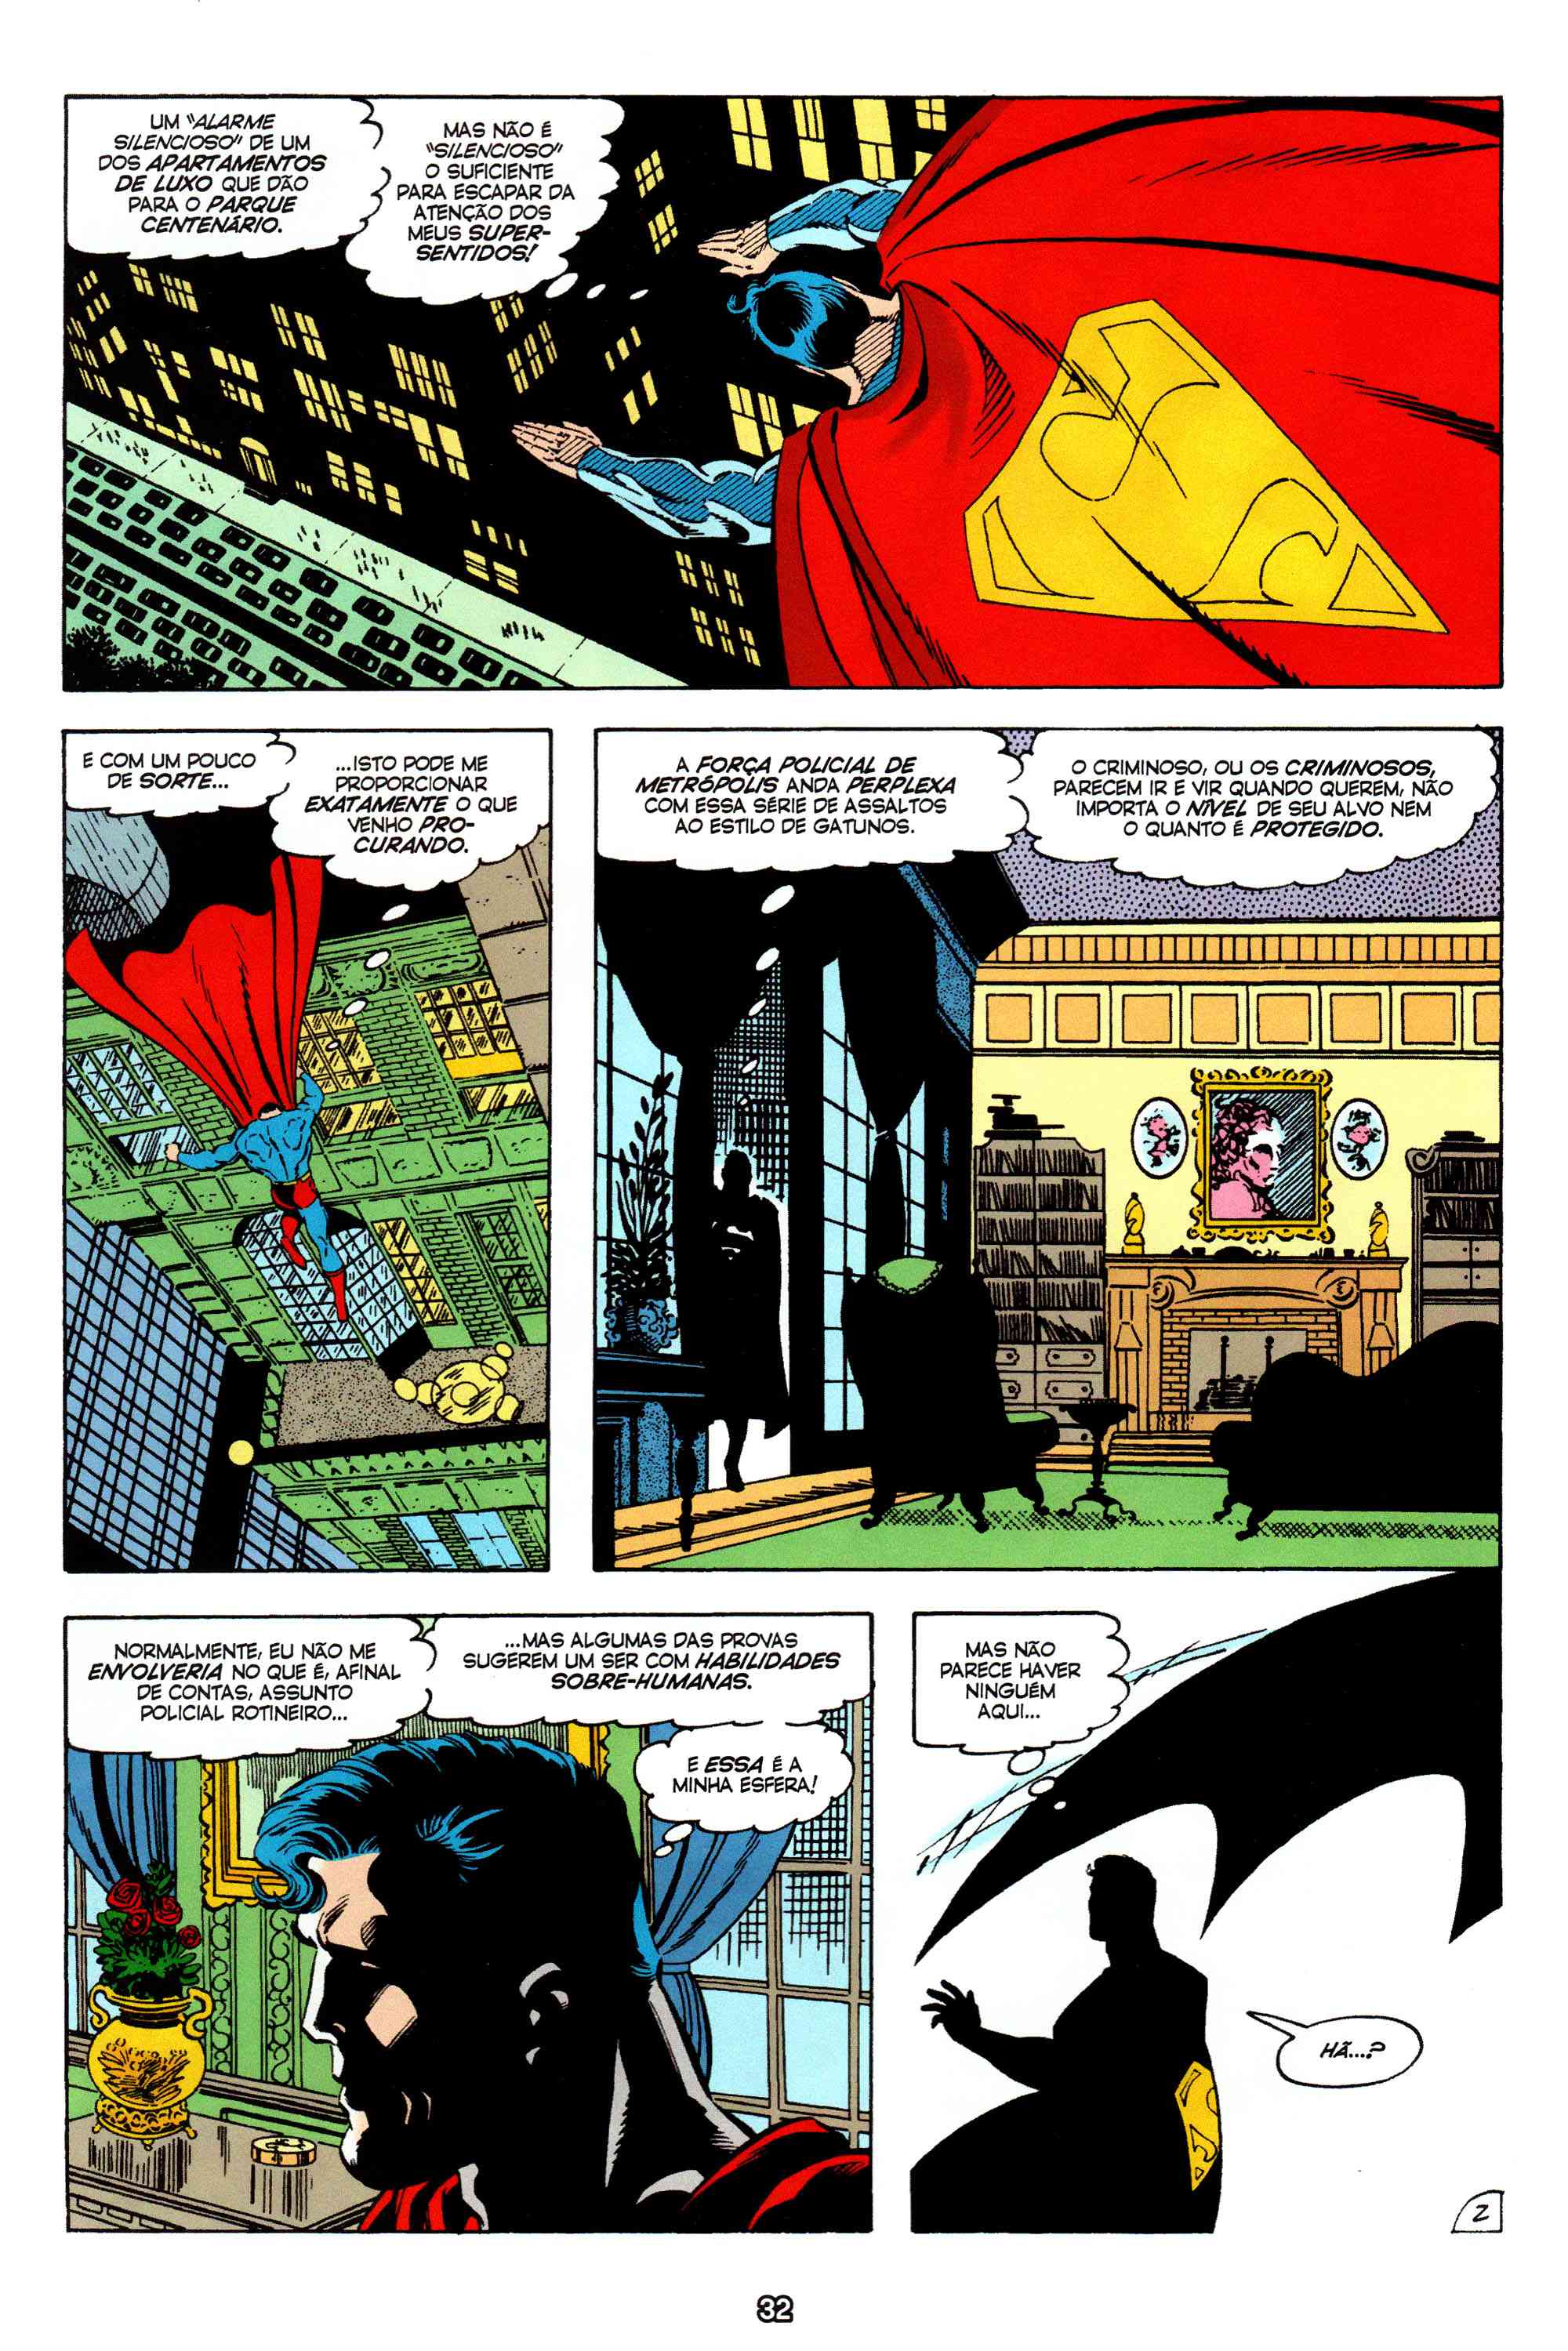 UM "ALARME
SILENCIOSO" DE UM
DOS APARTAMENTOS
DE LUXO QUE DÃO
PARA O PARQUE
CENTENÁRIO.
MAS NÃO É
"SILENCIOSO"
O SUFICIENTE
PARA ESCAPAR DA
ATENÇÃO DOS
MEUS SUPER-
SENTIDOS!
E COM UM POUCO
DE SORTE...
...ISTO PODE ME
PROPORCIONAR
EXATAMENTE O QUE
VENHO PRO-
CURANDO.
A FORÇA POLICIAL DE
METRÓPOLIS ANDA PERPLEXA
COM ESSA SÉRIE DE ASSALTOS
AO ESTILO DE GATUNOS.
O CRIMINOSO, OU OS CRIMINOSOS,
PARECEM IR E VIR QUANDO QUEREM, NÃO
IMPORTA O NÍVEL DE SEU ALVO NEM
O QUANTO É PROTEGIDO.
NORMALMENTE, EU NÃO ME
ENVOLVERIA NO QUE É, AFINAL
DE CONTAS, ASSUNTO
POLICIAL ROTINEIRO...
...MAS ALGUMAS DAS PROVAS
SUGEREM UM SER COM HABILIDADES
SOBRE-HUMANAS.
E ESSA É A
MINHA ESFERA!
MAS NÃO
PARECE HAVER
NINGUÉM
AQUI...
HÃ...?
2
32